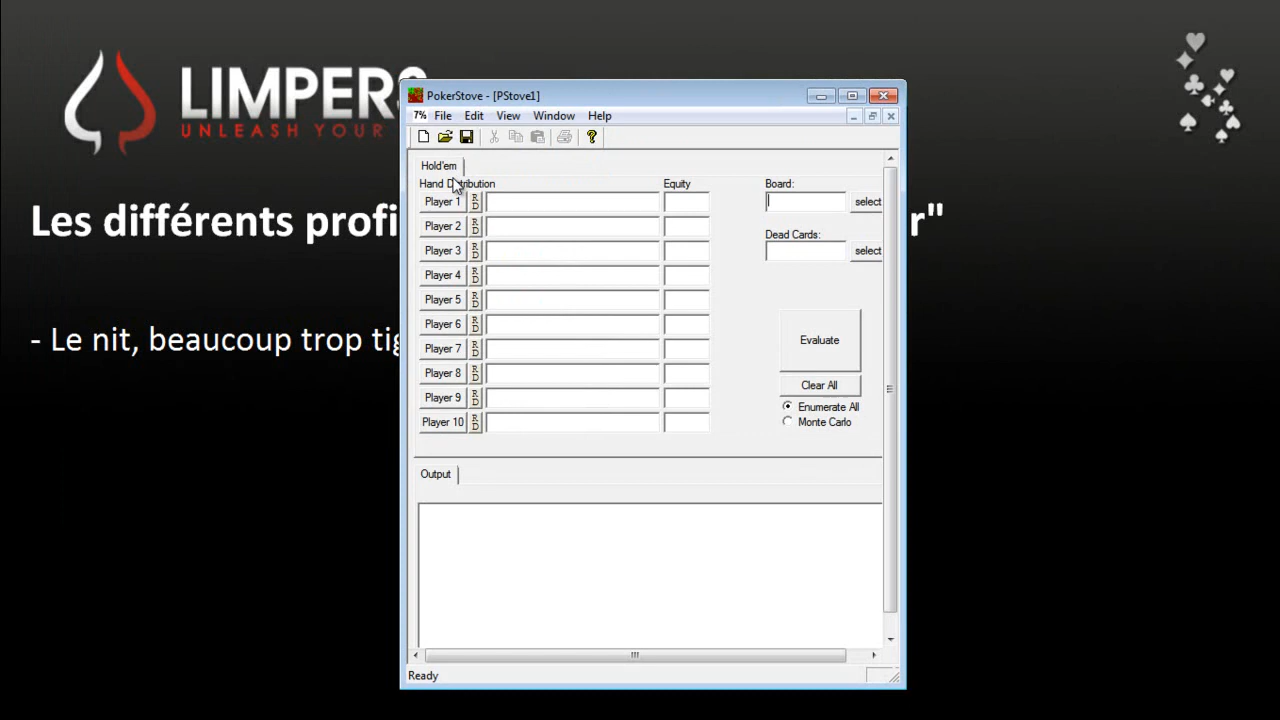 LIMPERS
UNLEASH YOUR
Les différents profi
r"
- Le nit, beaucoup trop tig
PokerStove - [PStove1]
7% File Edit View Window Help
Hold'em
Hand Distribution Equity Board:
Player 1 R D select
Player 2 R D
Dead Cards:
Player 3 R D select
Player 4 R D
Player 5 R D
Player 6 R D
Evaluate
Player 7 R D
Player 8 R D
Clear All
Player 9 R D
Enumerate All
Player 10 R D
Monte Carlo
Output
Ready